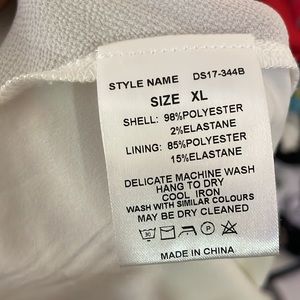 STYLE NAME DS17-344B
SIZE XL
SHELL: 98%POLYESTER
2%ELASTANE
LINING: 85%POLYESTER
15%ELASTANE
DELICATE MACHINE WASH
HANG TO DRY
COOL IRON
WASH WITH SIMILAR COLOURS
MAY BE DRY CLEANED
MADE IN CHINA